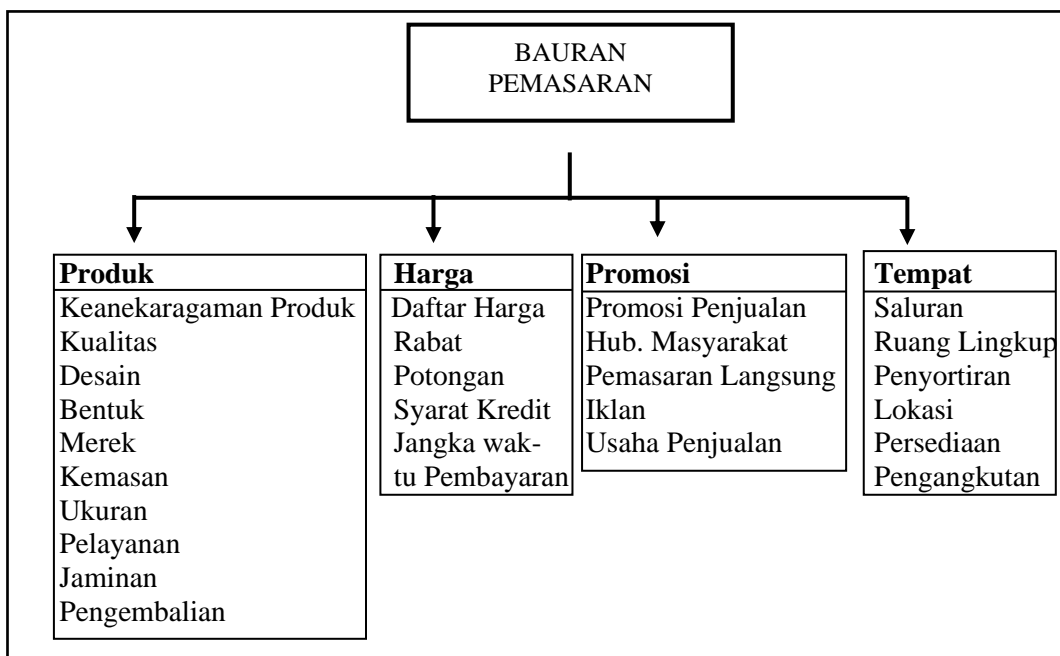 BAURAN
PEMASARAN
Produk
Keanekaragaman Produk
Kualitas
Desain
Bentuk
Merek
Kemasan
Ukuran
Pelayanan
Jaminan
Pengembalian
Harga
Daftar Harga
Rabat
Potongan
Syarat Kredit
Jangka wak-
tu Pembayaran
Promosi
Promosi Penjualan
Hub. Masyarakat
Pemasaran Langsung
Iklan
Usaha Penjualan
Tempat
Saluran
Ruang Lingkup
Penyortiran
Lokasi
Persediaan
Pengangkutan